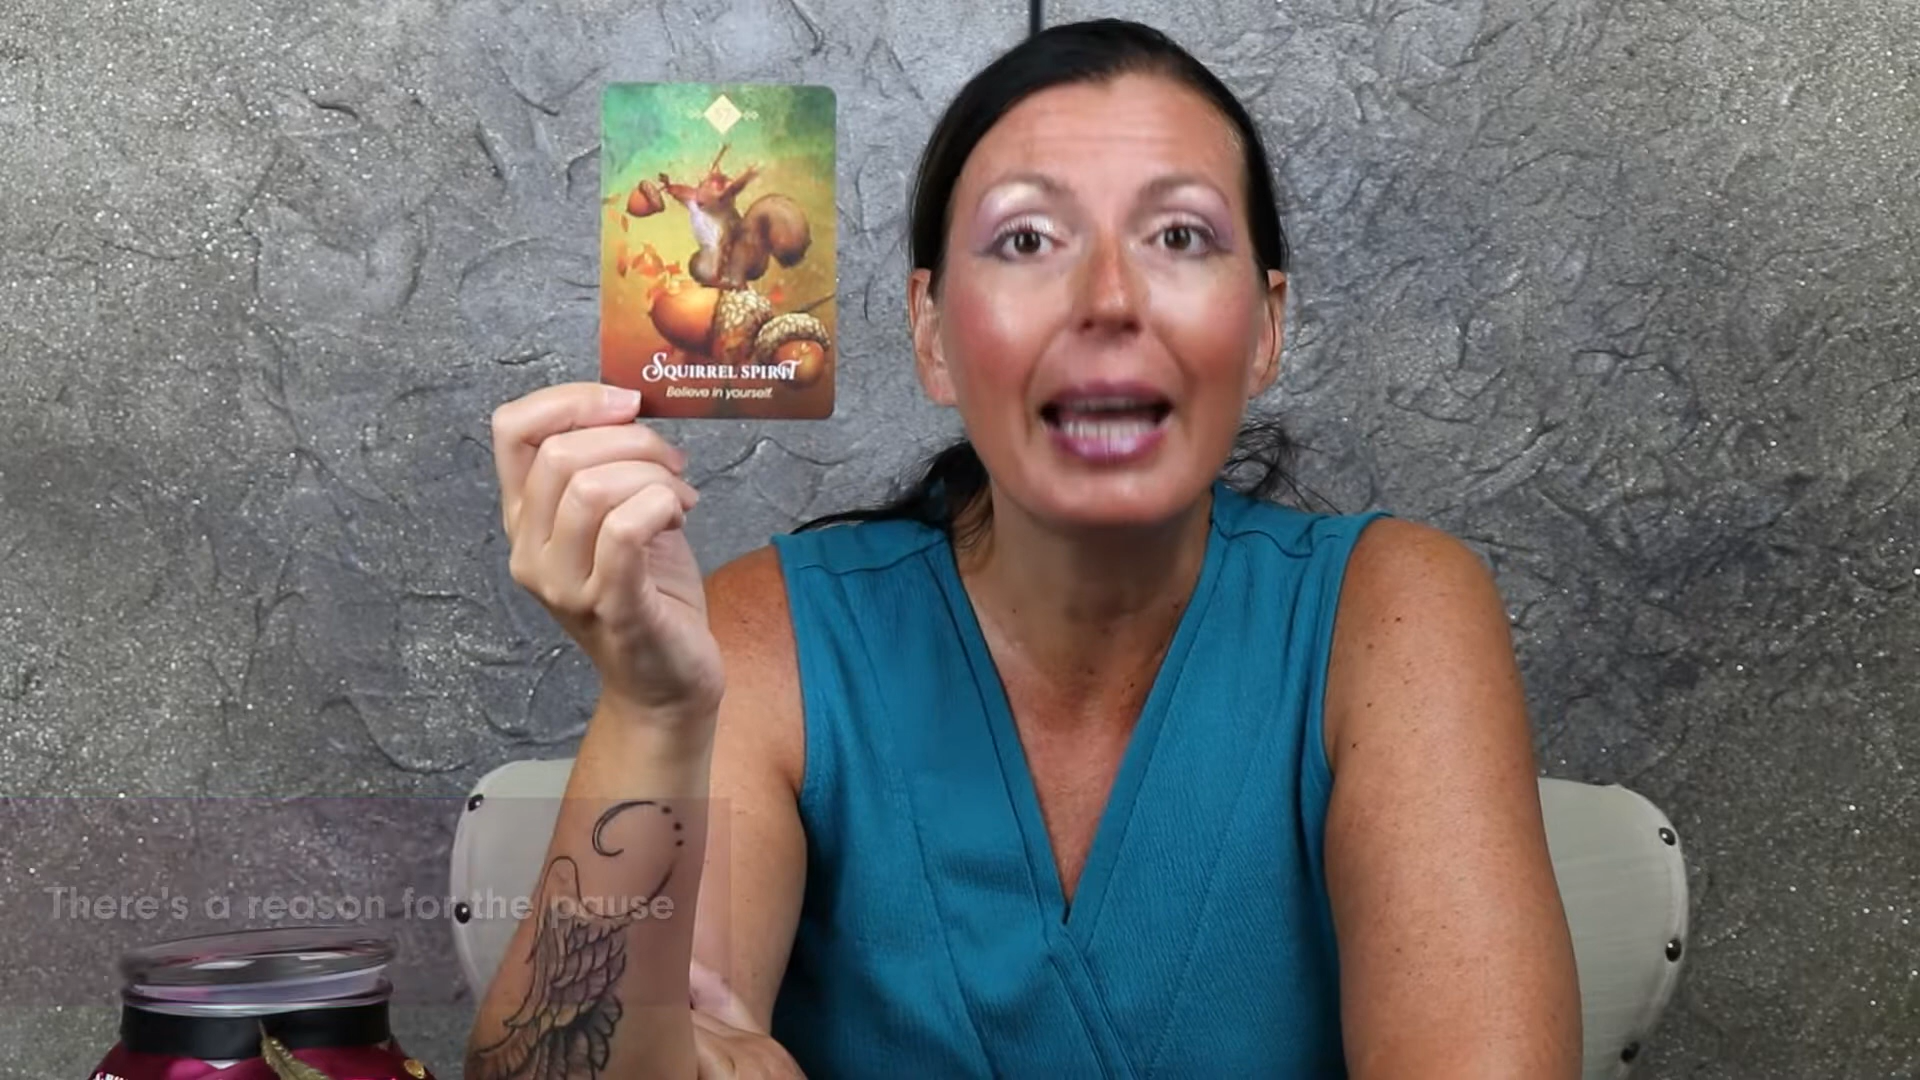 SQUIRREL SPIRIT
Believe in yourself.
There's a reason for the pause